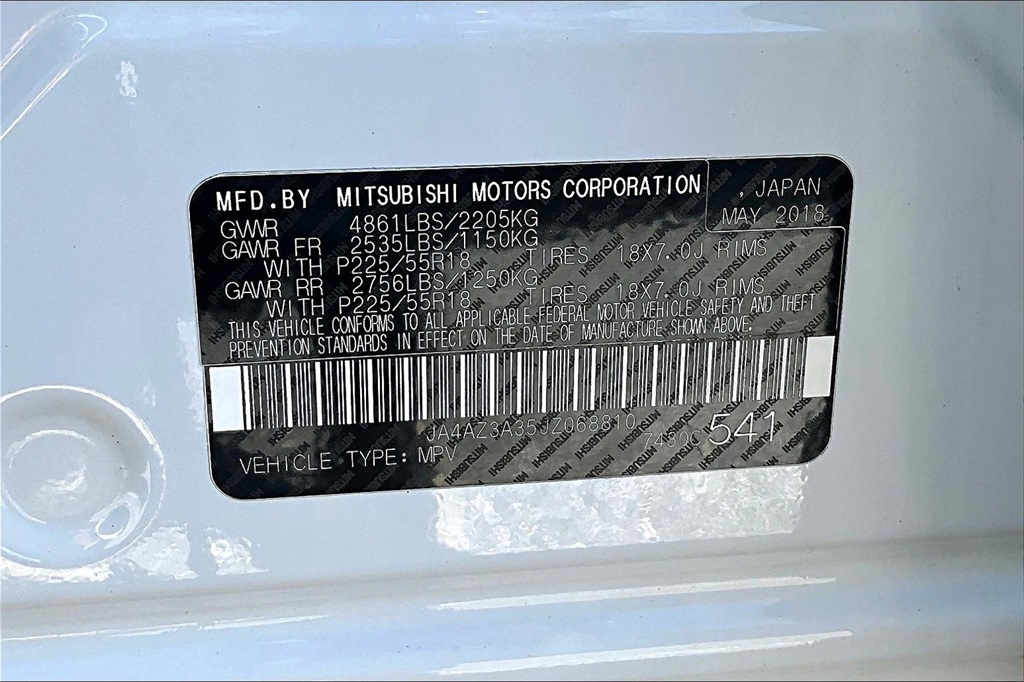 MFD.BY MITSUBISHI MOTORS CORPORATION , JAPAN
GVWR 4861LBS/2205KG MAY 2018
GAWR FR 2535LBS/1150KG
WITH P225/55R18 TIRES 18X7.0J RIMS
GAWR RR 2756LBS/1250KG
WITH P225/55R18 TIRES 18X7.0J RIMS
THIS VEHICLE CONFORMS TO ALL APPLICABLE FEDERAL MOTOR VEHICLE SAFETY AND THEFT
PREVENTION STANDARDS IN EFFECT ON THE DATE OF MANUFACTURE SHOWN ABOVE.
JA4AZ3A35JZ068810
7430C 541
VEHICLE TYPE: MPV